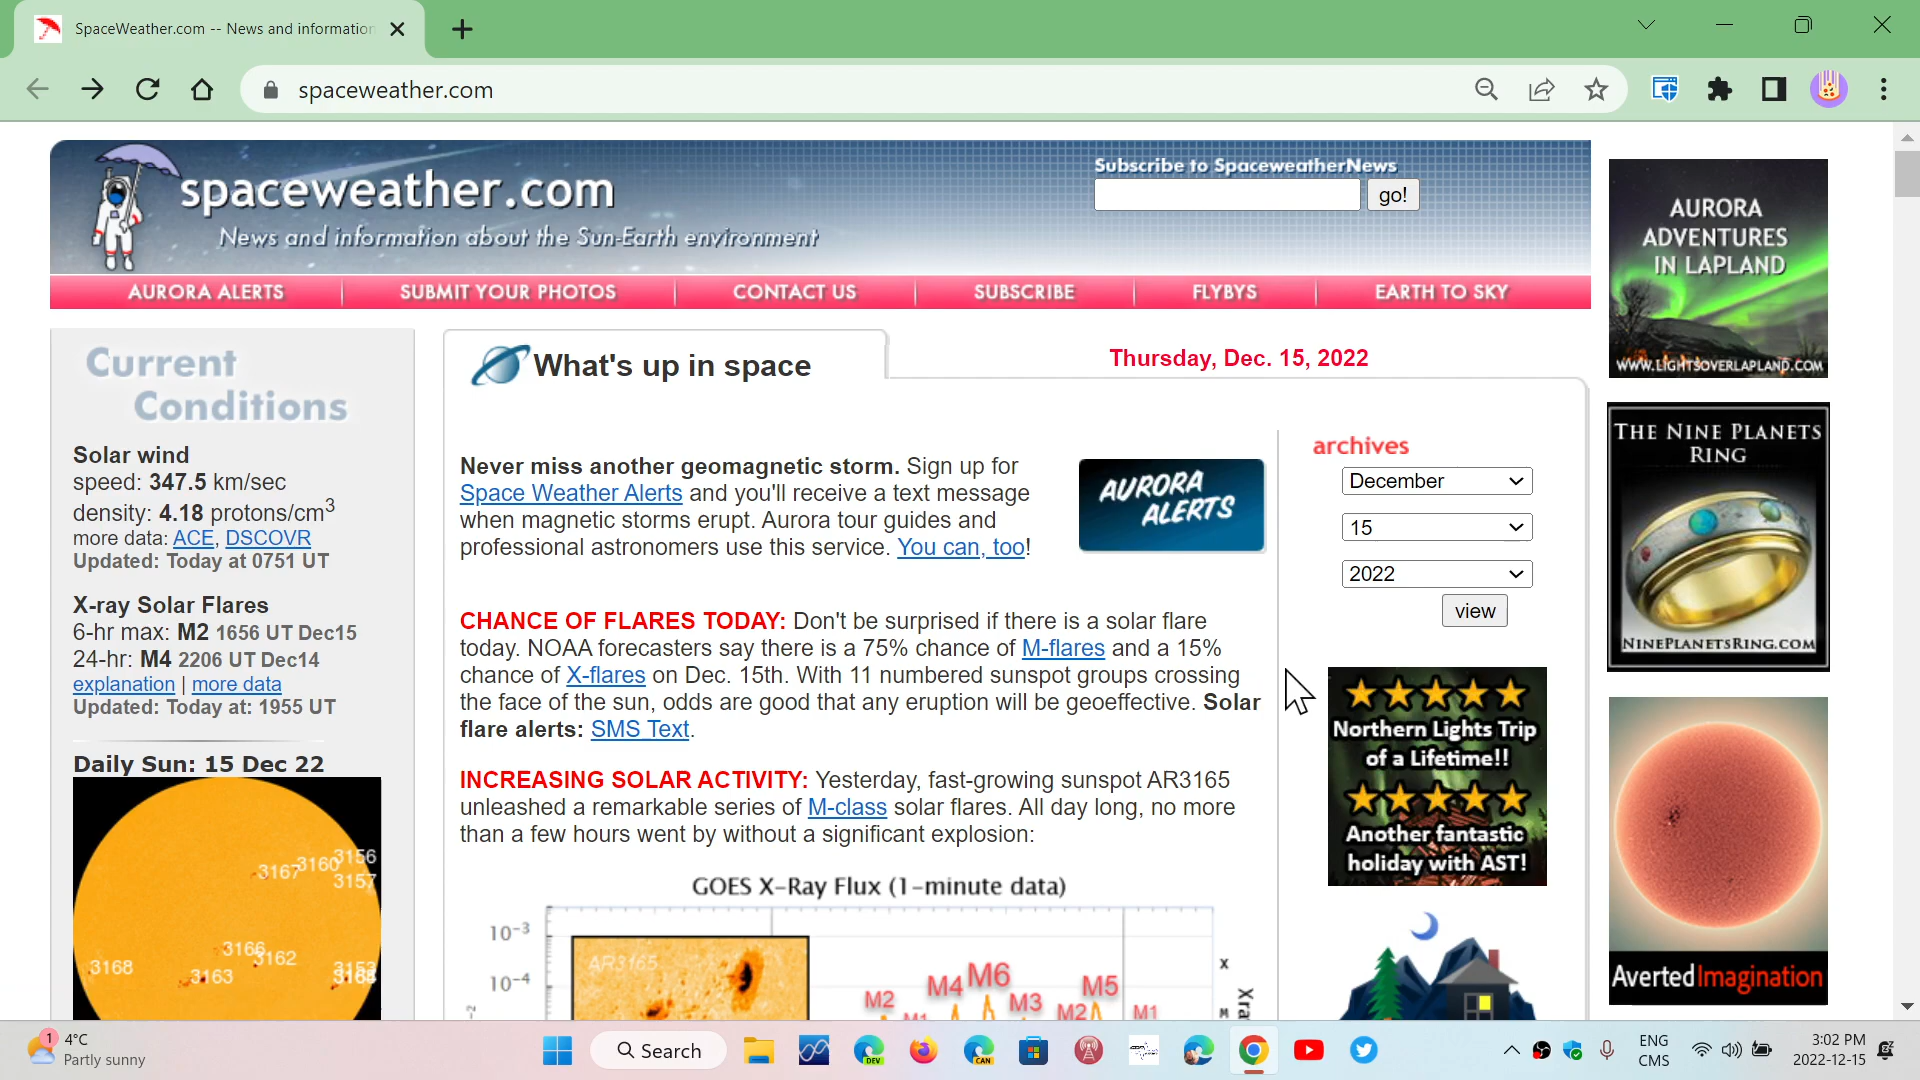 SpaceWeather.com -- News and information
spaceweather.com
spaceweather.com
News and information about the Sun-Earth environment
Subscribe to SpaceweatherNews
go!
AURORA ALERTS
SUBMIT YOUR PHOTOS
CONTACT US
SUBSCRIBE
FLYBYS
EARTH TO SKY
Current
Conditions
Solar wind
speed: 347.5 km/sec
density: 4.18 protons/cm3
more data: ACE, DSCOVR
Updated: Today at 0751 UT
X-ray Solar Flares
6-hr max: M2 1656 UT Dec15
24-hr: M4 2206 UT Dec14
explanation | more data
Updated: Today at: 1955 UT
Daily Sun: 15 Dec 22
3156
3167
3160
3157
3166
3162
3168
3163
3153
What's up in space
Thursday, Dec. 15, 2022
Never miss another geomagnetic storm. Sign up for
Space Weather Alerts and you'll receive a text message
when magnetic storms erupt. Aurora tour guides and
professional astronomers use this service. You can, too!
AURORA
ALERTS
CHANCE OF FLARES TODAY: Don't be surprised if there is a solar flare
today. NOAA forecasters say there is a 75% chance of M-flares and a 15%
chance of X-flares on Dec. 15th. With 11 numbered sunspot groups crossing
the face of the sun, odds are good that any eruption will be geoeffective. Solar
flare alerts: SMS Text.
INCREASING SOLAR ACTIVITY: Yesterday, fast-growing sunspot AR3165
unleashed a remarkable series of M-class solar flares. All day long, no more
than a few hours went by without a significant explosion:
GOES X-Ray Flux (1-minute data)
10-3
10-4
AR3165
M2
M1
M4
M6
M3
M2
M5
M1
X
M
Xra
archives
December
15
2022
view
Northern Lights Trip
of a Lifetime!!
Another fantastic
holiday with AST!
AURORA
ADVENTURES
IN LAPLAND
WWW.LIGHTSOVERLAPLAND.COM
THE NINE PLANETS
RING
NINEPLANETSRING.COM
AvertedImagination
1
4°C
Partly sunny
Search
DEV
CAN
ENG
CMS
3:02 PM
2022-12-15